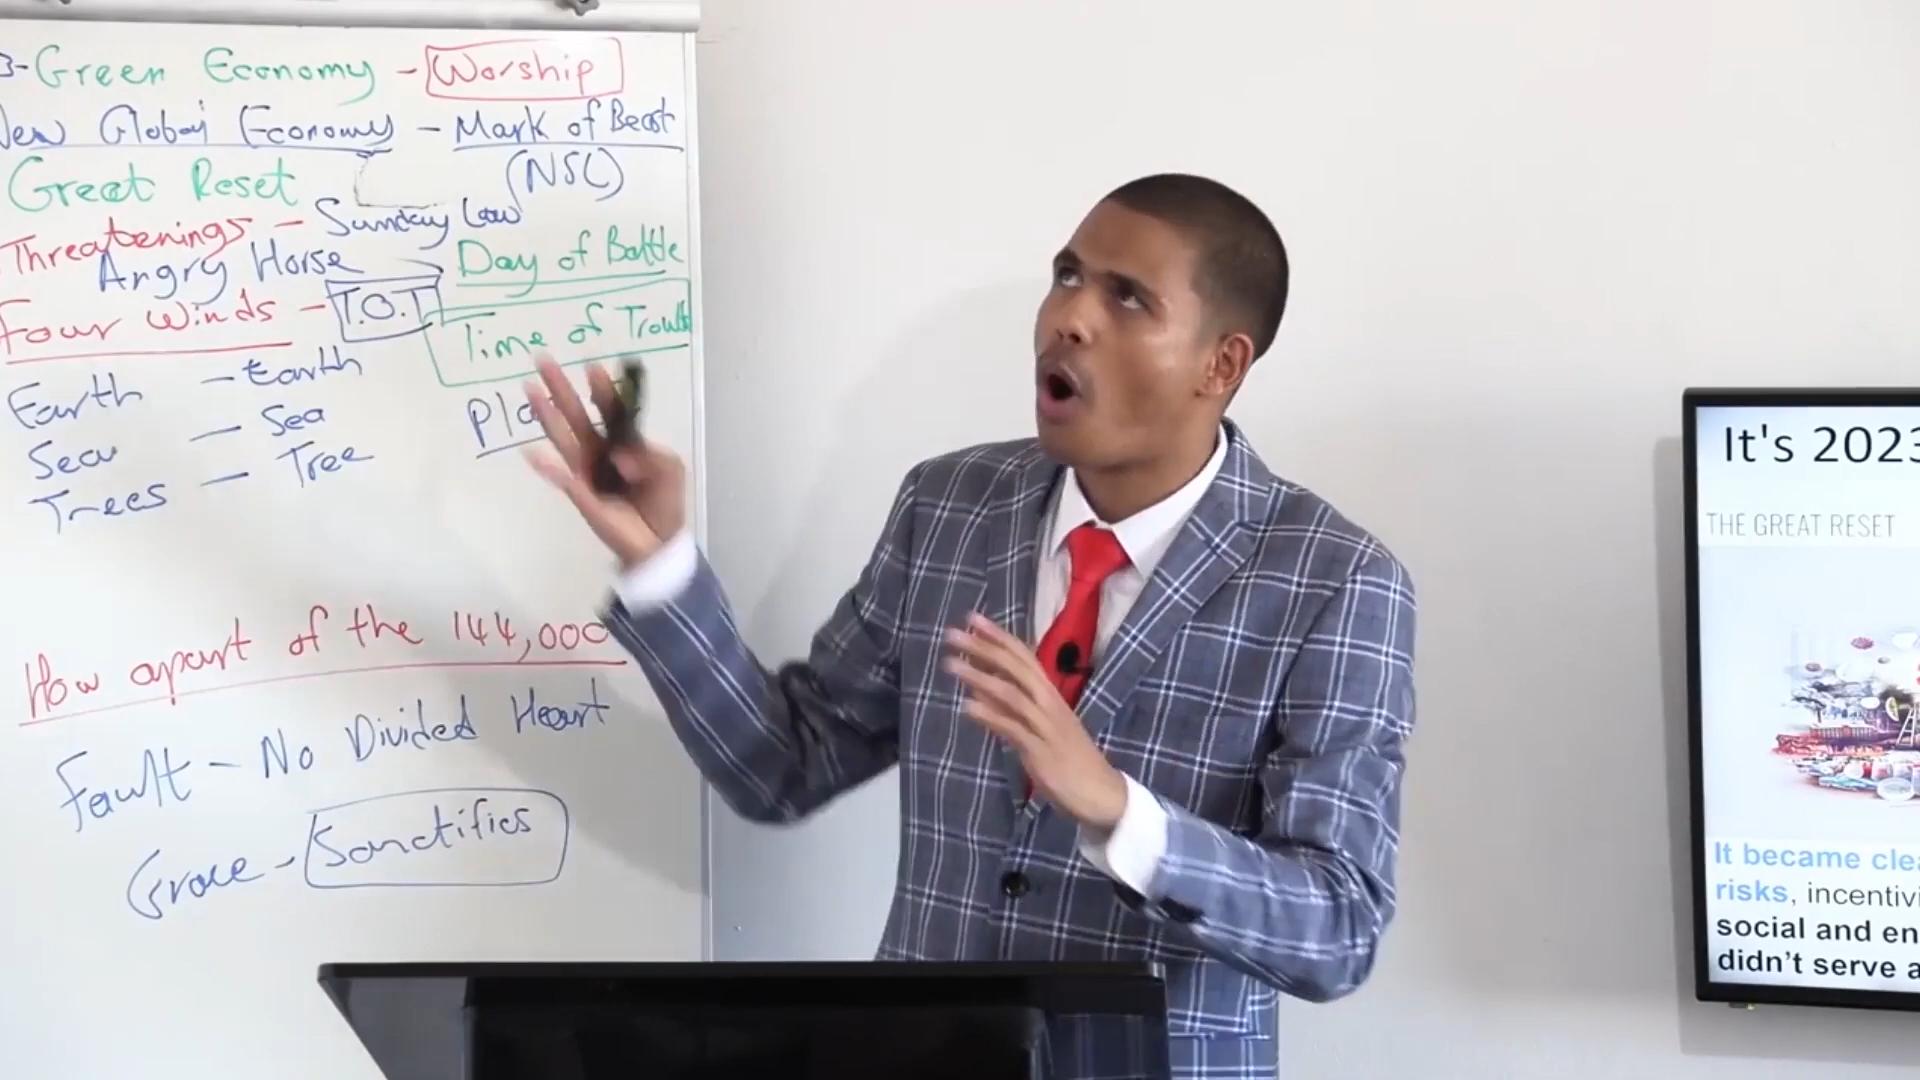 3-Green Economy - Worship
New Global Economy - Mark of Beast
(NSL)
Great Reset
Threatenings - Sunday Law
Angry Horse
Day of Battle
Four Winds - T.O.T
Time of Troubl
Earth - Earth
Sea - Sea
Trees - Tree
How apart of the 144,000
Fault - No Divided Heart
Grace - Sanctifies
It's 2023
THE GREAT RESET
It became clea
risks, incentivi
social and en
didn't serve a